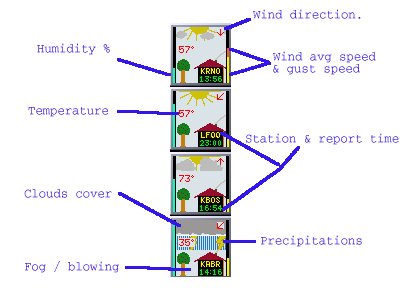 Wind direction.
Humidity %
57°
Wind avg speed
& gust speed
KRNO
13:56
Temperature
57°
LFOO
23:00
Station & report time
73°
Clouds cover
KBOS
16:54
35°
Precipitations
Fog / blowing
KABR
14:16